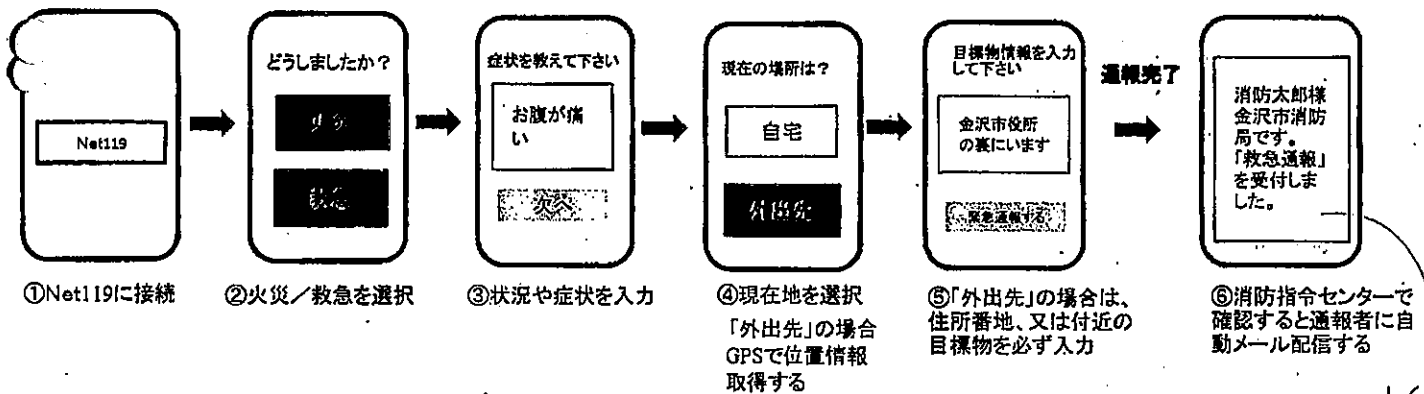 Net119
①Net119に接続
どうしましたか？
火災
救急
②火災／救急を選択
症状を教えて下さい
お腹が痛
い
次へ
③状況や症状を入力
現在の場所は？
自宅
外出先
④現在地を選択
「外出先」の場合
GPSで位置情報
取得する
目標物情報を入力
して下さい
金沢市役所
の裏にいます
緊急通報する
⑤「外出先」の場合は、
住所番地、又は付近の
目標物を必ず入力
通報完了
消防太郎様
金沢市消防
局です。
「救急通報」
を受付しま
した。
⑥消防指令センターで
確認すると通報者に自
動メール配信する